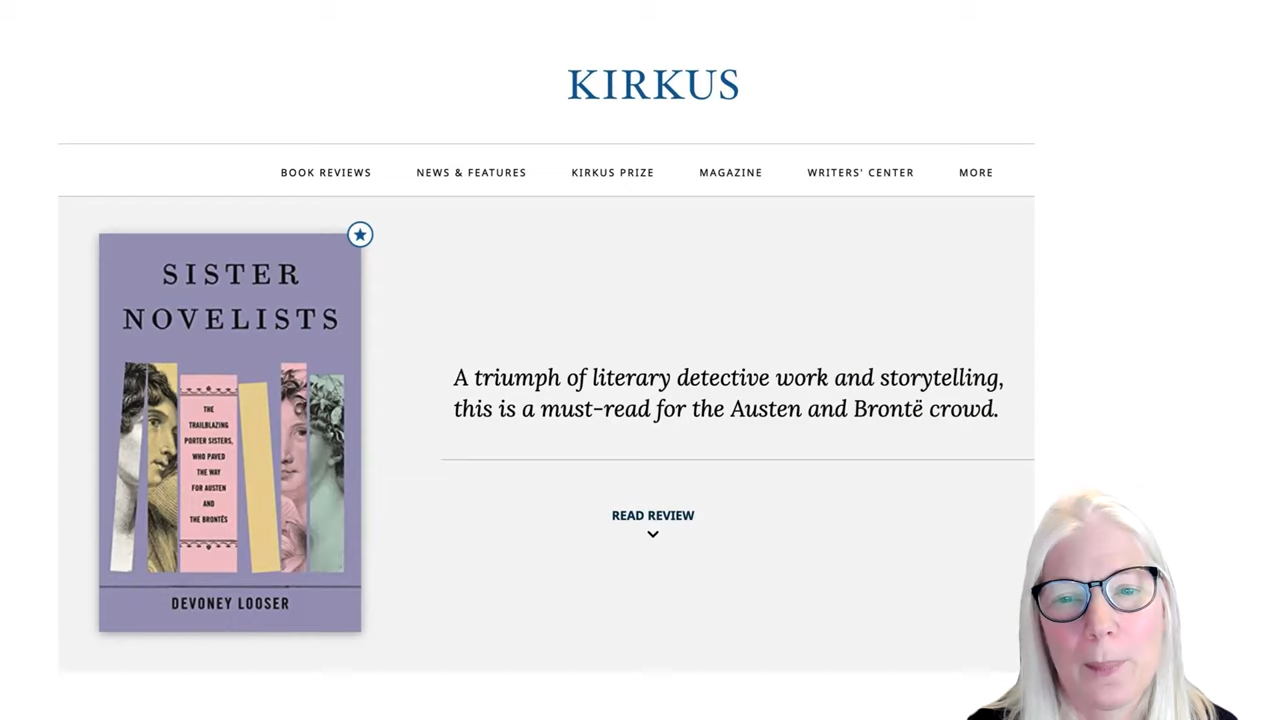 KIRKUS
BOOK REVIEWS NEWS & FEATURES KIRKUS PRIZE MAGAZINE WRITERS' CENTER MORE
SISTER
NOVELISTS
THE
TRAILBLAZING
PORTER SISTERS,
WHO PAVED
THE WAY
FOR AUSTEN
AND
THE BRONTËS
DEVONEY LOOSER
A triumph of literary detective work and storytelling,
this is a must-read for the Austen and Brontë crowd.
READ REVIEW